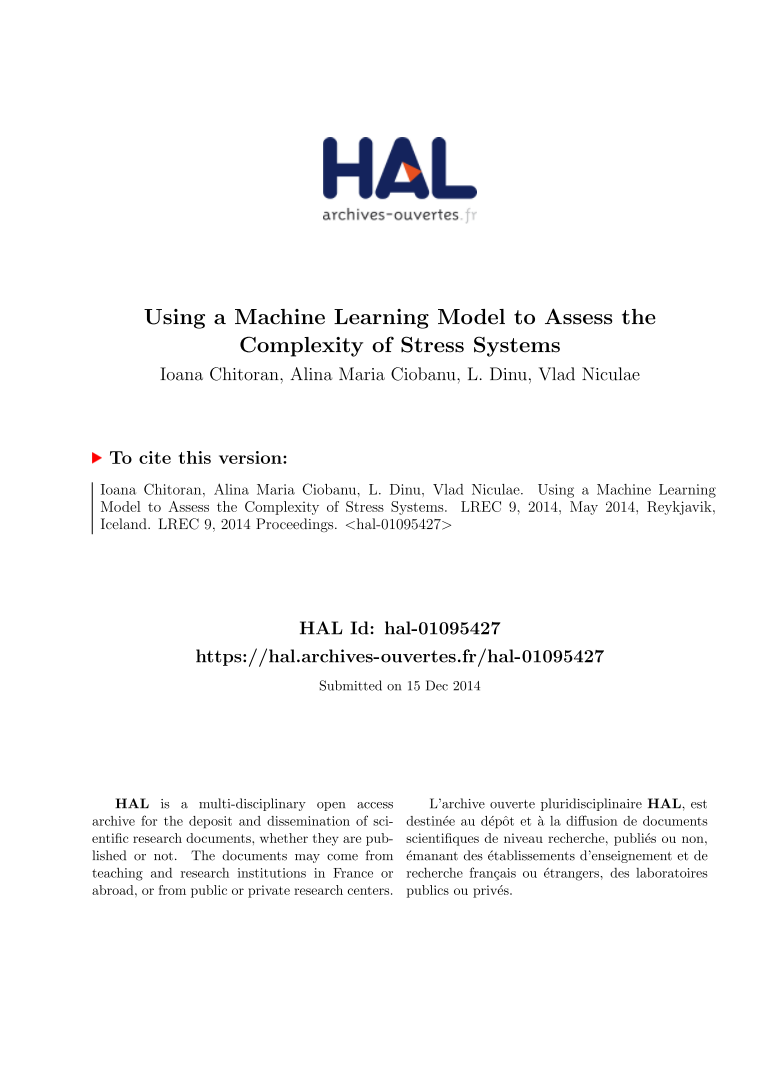 HAL
archives-ouvertes.fr
Using a Machine Learning Model to Assess the
Complexity of Stress Systems
Ioana Chitoran, Alina Maria Ciobanu, L. Dinu, Vlad Niculae
To cite this version:
Ioana Chitoran, Alina Maria Ciobanu, L. Dinu, Vlad Niculae. Using a Machine Learning
Model to Assess the Complexity of Stress Systems. LREC 9, 2014, May 2014, Reykjavik,
Iceland. LREC 9, 2014 Proceedings. <hal-01095427>
HAL Id: hal-01095427
https://hal.archives-ouvertes.fr/hal-01095427
Submitted on 15 Dec 2014
HAL is a multi-disciplinary open access
archive for the deposit and dissemination of sci-
entific research documents, whether they are pub-
lished or not. The documents may come from
teaching and research institutions in France or
abroad, or from public or private research centers.
L'archive ouverte pluridisciplinaire HAL, est
destinée au dépôt et à la diffusion de documents
scientifiques de niveau recherche, publiés ou non,
émanant des établissements d'enseignement et de
recherche français ou étrangers, des laboratoires
publics ou privés.